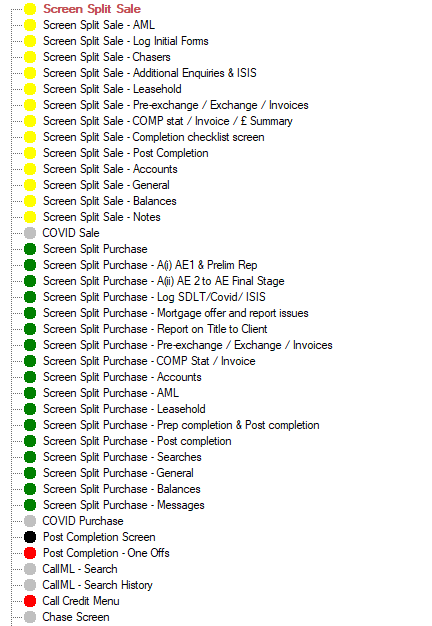 Screen Split Sale
Screen Split Sale - AML
Screen Split Sale - Log Initial Forms
Screen Split Sale - Chasers
Screen Split Sale - Additional Enquiries & ISIS
Screen Split Sale - Leasehold
Screen Split Sale - Pre-exchange / Exchange / Invoices
Screen Split Sale - COMP stat / Invoice / £ Summary
Screen Split Sale - Completion checklist screen
Screen Split Sale - Post Completion
Screen Split Sale - Accounts
Screen Split Sale - General
Screen Split Sale - Balances
Screen Split Sale - Notes
COVID Sale
Screen Split Purchase
Screen Split Purchase - A(i) AE1 & Prelim Rep
Screen Split Purchase - A(ii) AE 2 to AE Final Stage
Screen Split Purchase - Log SDLT/Covid/ ISIS
Screen Split Purchase - Mortgage offer and report issues
Screen Split Purchase - Report on Title to Client
Screen Split Purchase - Pre-exchange / Exchange / Invoices
Screen Split Purchase - COMP Stat / Invoice
Screen Split Purchase - Accounts
Screen Split Purchase - AML
Screen Split Purchase - Leasehold
Screen Split Purchase - Prep completion & Post completion
Screen Split Purchase - Post completion
Screen Split Purchase - Searches
Screen Split Purchase - General
Screen Split Purchase - Balances
Screen Split Purchase - Messages
COVID Purchase
Post Completion Screen
Post Completion - One Offs
CallML - Search
CallML - Search History
Call Credit Menu
Chase Screen